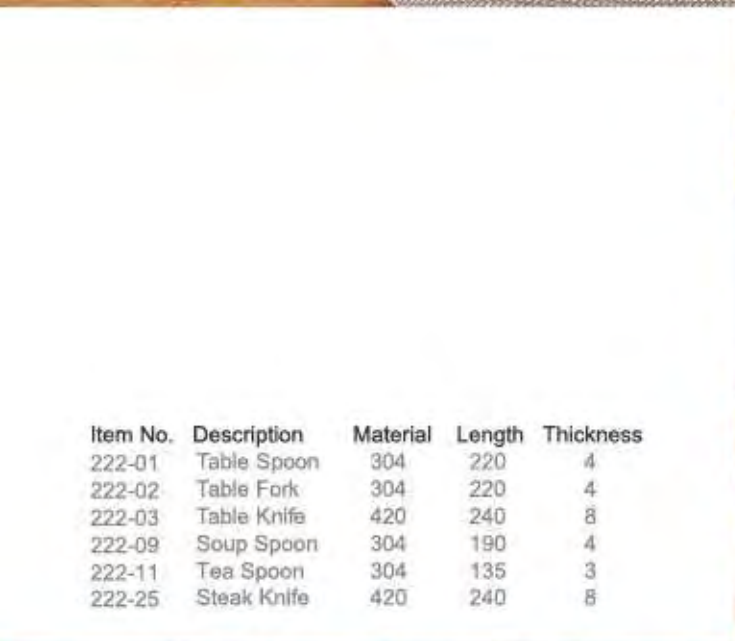 Item No. Description Material Length Thickness
222-01 Table Spoon 304 220 4
222-02 Table Fork 304 220 4
222-03 Table Knife 420 240 8
222-09 Soup Spoon 304 190 4
222-11 Tea Spoon 304 135 3
222-25 Steak Knife 420 240 8